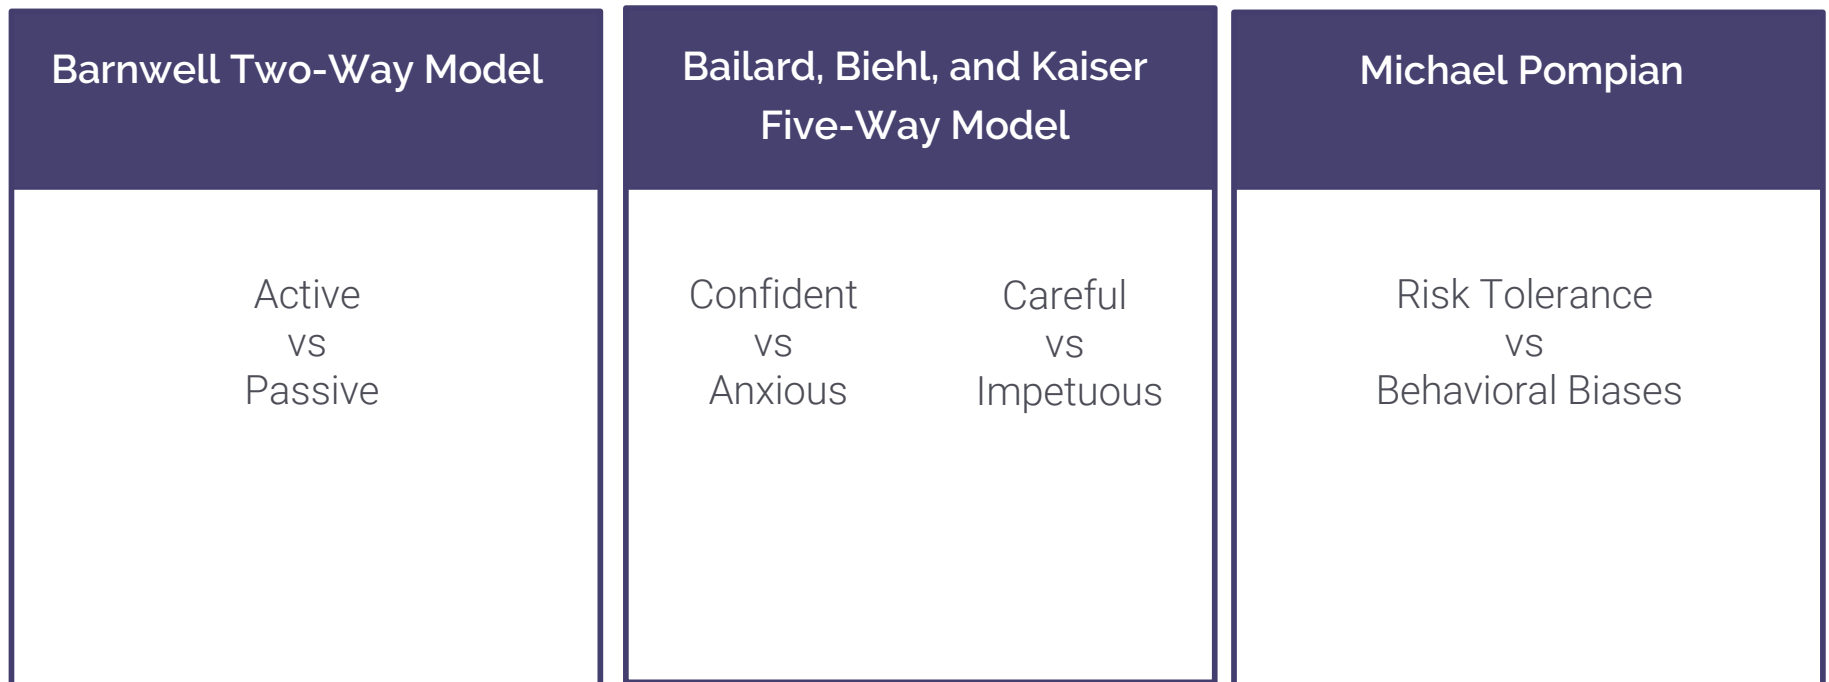 Barnwell Two-Way Model
Active
vs
Passive
Bailard, Biehl, and Kaiser
Five-Way Model
Confident
vs
Anxious
Careful
vs
Impetuous
Michael Pompian
Risk Tolerance
vs
Behavioral Biases